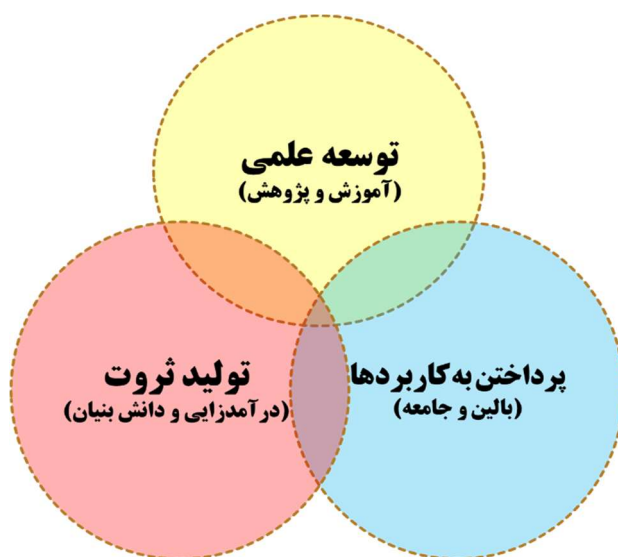 توسعه علمی
(آموزش و پژوهش)
پرداختن به کاربردها
(بالین و جامعه)
تولید ثروت
(درآمدزایی و دانش بنیان)